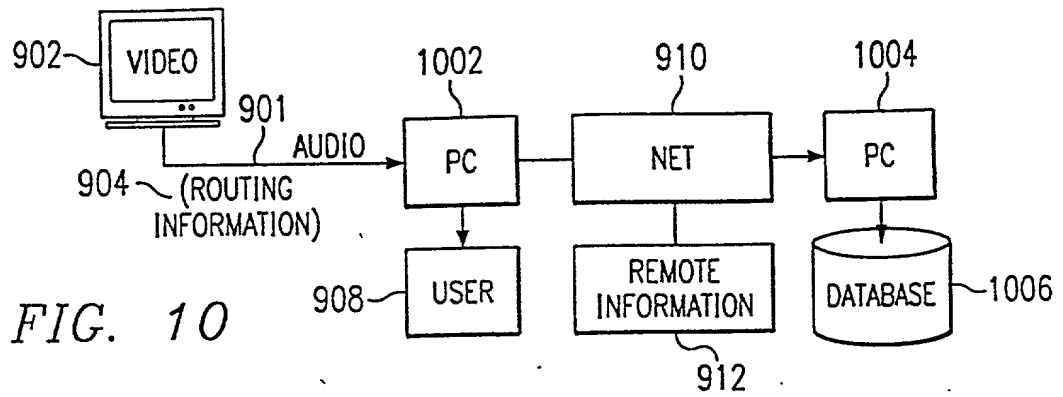 902
VIDEO
901
AUDIO
904
(ROUTING
INFORMATION)
1002
PC
908
USER
910
NET
REMOTE
INFORMATION
912
1004
PC
DATABASE
1006
FIG. 10